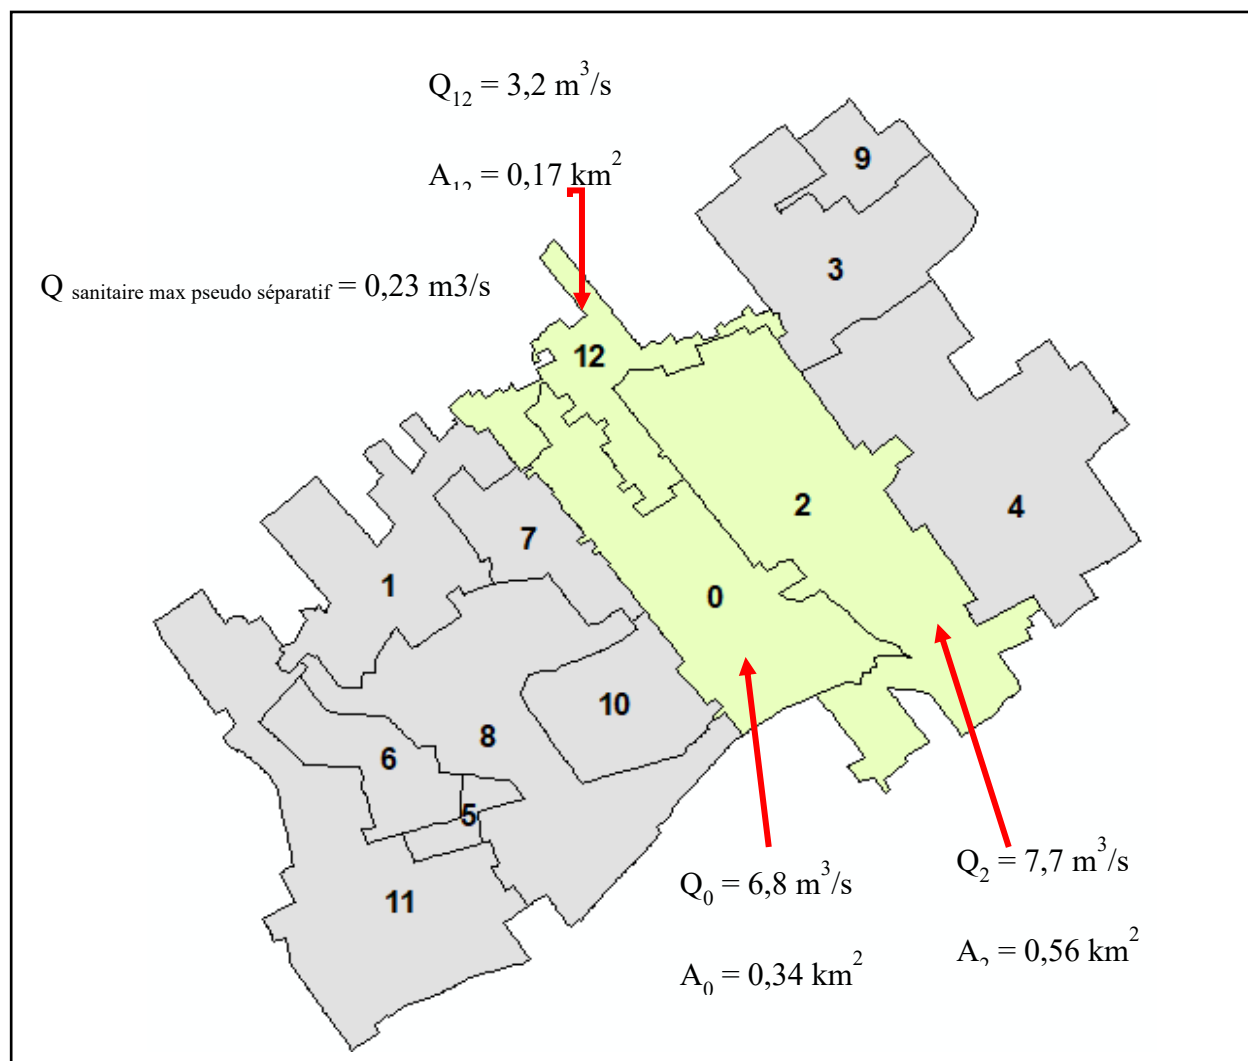 Q₁₂ = 3,2 m³/s
A₁₂ = 0,17 km²
9
3
Q sanitaire max pseudo séparatif = 0,23 m3/s
12
2
4
7
1
0
10
8
6
5
Q₂ = 7,7 m³/s
Q₀ = 6,8 m³/s
11
A₂ = 0,56 km²
A₀ = 0,34 km²